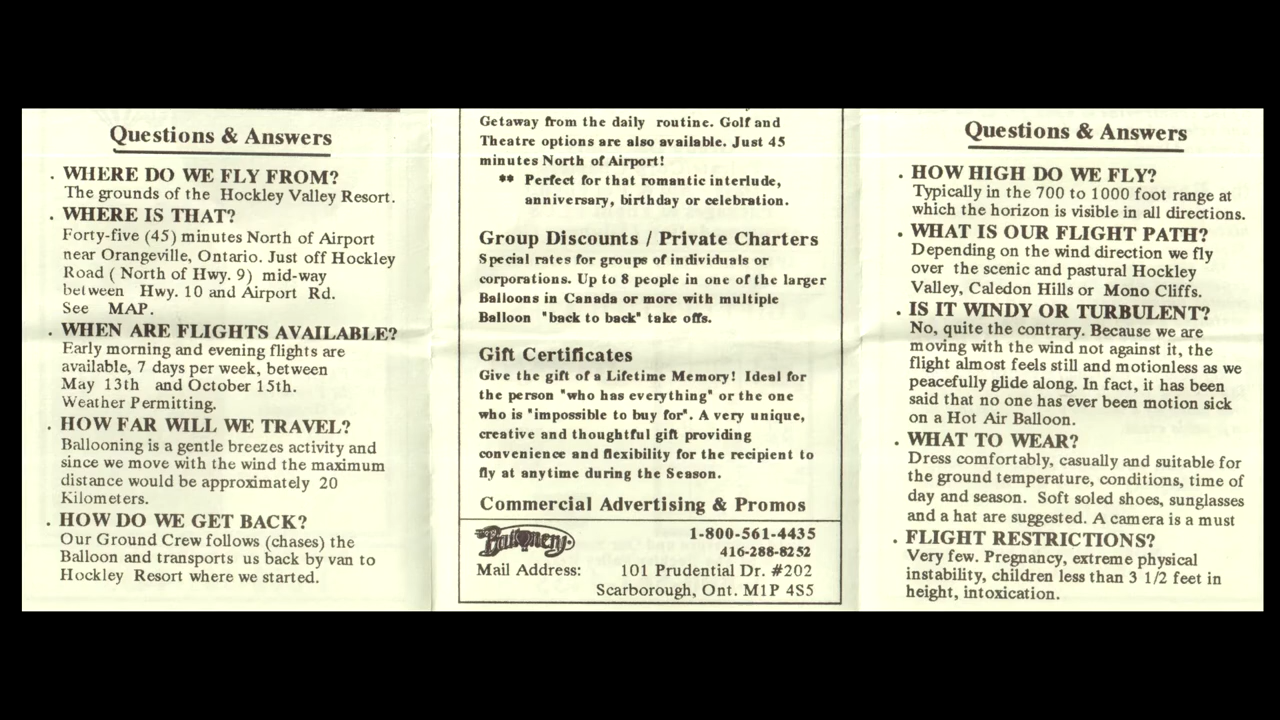 Questions & Answers
. WHERE DO WE FLY FROM?
The grounds of the Hockley Valley Resort.
. WHERE IS THAT?
Forty-five (45) minutes North of Airport
near Orangeville, Ontario. Just off Hockley
Road ( North of Hwy. 9) mid-way
between Hwy. 10 and Airport Rd.
See MAP.
. WHEN ARE FLIGHTS AVAILABLE?
Early morning and evening flights are
available, 7 days per week, between
May 13th and October 15th.
Weather Permitting.
. HOW FAR WILL WE TRAVEL?
Ballooning is a gentle breezes activity and
since we move with the wind the maximum
distance would be approximately 20
Kilometers.
. HOW DO WE GET BACK?
Our Ground Crew follows (chases) the
Balloon and transports us back by van to
Hockley Resort where we started.
Getaway from the daily routine. Golf and
Theatre options are also available. Just 45
minutes North of Airport!
** Perfect for that romantic interlude,
anniversary, birthday or celebration.
Group Discounts / Private Charters
Special rates for groups of individuals or
corporations. Up to 8 people in one of the larger
Balloons in Canada or more with multiple
Balloon "back to back" take offs.
Gift Certificates
Give the gift of a Lifetime Memory! Ideal for
the person "who has everything" or the one
who is "impossible to buy for". A very unique,
creative and thoughtful gift providing
convenience and flexibility for the recipient to
fly at anytime during the Season.
Commercial Advertising & Promos
1-800-561-4435
416-288-8252
Mail Address: 101 Prudential Dr. #202
Scarborough, Ont. M1P 4S5
Questions & Answers
. HOW HIGH DO WE FLY?
Typically in the 700 to 1000 foot range at
which the horizon is visible in all directions.
. WHAT IS OUR FLIGHT PATH?
Depending on the wind direction we fly
over the scenic and pastural Hockley
Valley, Caledon Hills or Mono Cliffs.
. IS IT WINDY OR TURBULENT?
No, quite the contrary. Because we are
moving with the wind not against it, the
flight almost feels still and motionless as we
peacefully glide along. In fact, it has been
said that no one has ever been motion sick
on a Hot Air Balloon.
. WHAT TO WEAR?
Dress comfortably, casually and suitable for
the ground temperature, conditions, time of
day and season. Soft soled shoes, sunglasses
and a hat are suggested. A camera is a must
. FLIGHT RESTRICTIONS?
Very few. Pregnancy, extreme physical
instability, children less than 3 1/2 feet in
height, intoxication.